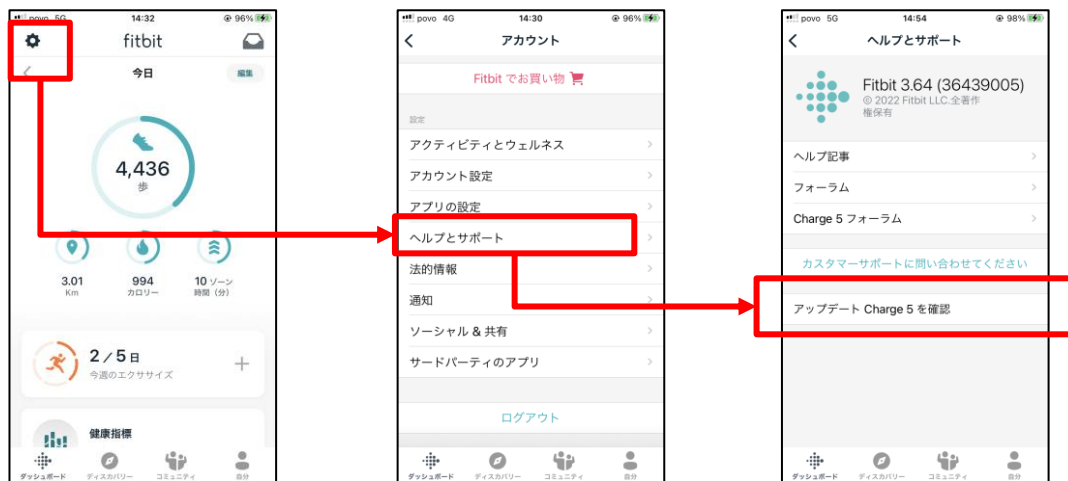 povo 5G 14:32 96%
fitbit
今日 編集
4,436
歩
3.01 994 10 ゾーン
Km カロリー 時間（分）
2 / 5 日
今週のエクササイズ
健康指標
ダッシュボード ディスカバリー コミュニティ 自分
povo 4G 14:30 96%
アカウント
Fitbit でお買い物
設定
アクティビティとウェルネス
アカウント設定
アプリの設定
ヘルプとサポート
法的情報
通知
ソーシャル & 共有
サードパーティのアプリ
ログアウト
ダッシュボード ディスカバリー コミュニティ 自分
povo 5G 14:54 98%
ヘルプとサポート
Fitbit 3.64 (36439005)
© 2022 Fitbit LLC.全著作
権保有
ヘルプ記事
フォーラム
Charge 5 フォーラム
カスタマーサポートに問い合わせてください
アップデート Charge 5 を確認
ダッシュボード ディスカバリー コミュニティ 自分